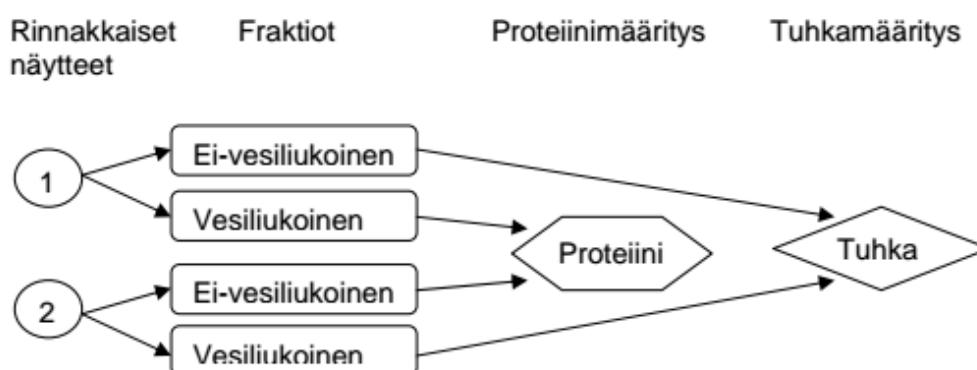 Rinnakkaiset näytteet
Fraktiot
Proteiinimääritys
Tuhkamääritys
1
Ei-vesiliukoinen
Vesiliukoinen
2
Ei-vesiliukoinen
Vesiliukoinen
Proteiini
Tuhka